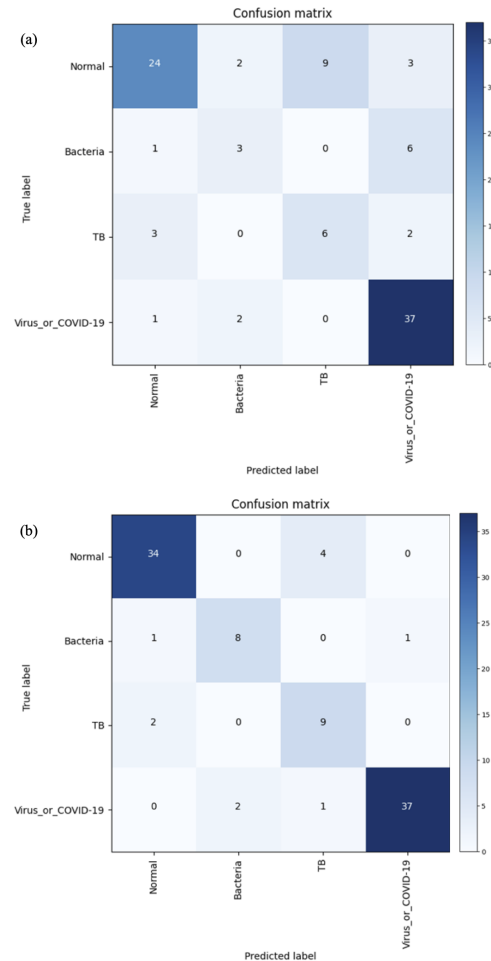 Confusion matrix
(a)
Normal 24 2 9 3
Bacteria 1 3 0 6
TB 3 0 6 2
Virus_or_COVID-19 1 2 0 37
True label
Normal Bacteria TB Virus_or_COVID-19
Predicted label
Confusion matrix
(b)
Normal 34 0 4 0
Bacteria 1 8 0 1
TB 2 0 9 0
Virus_or_COVID-19 0 2 1 37
True label
Normal Bacteria TB Virus_or_COVID-19
Predicted label
35
30
25
20
15
10
5
0